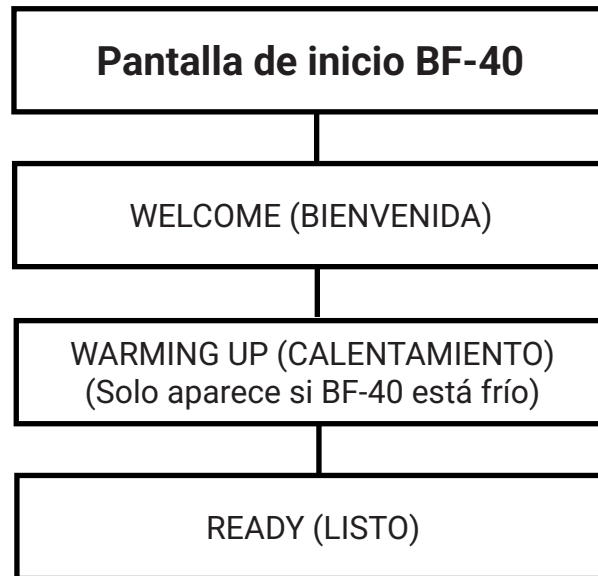 Pantalla de inicio BF-40
WELCOME (BIENVENIDA)
WARMING UP (CALENTAMIENTO)
(Solo aparece si BF-40 está frío)
READY (LISTO)